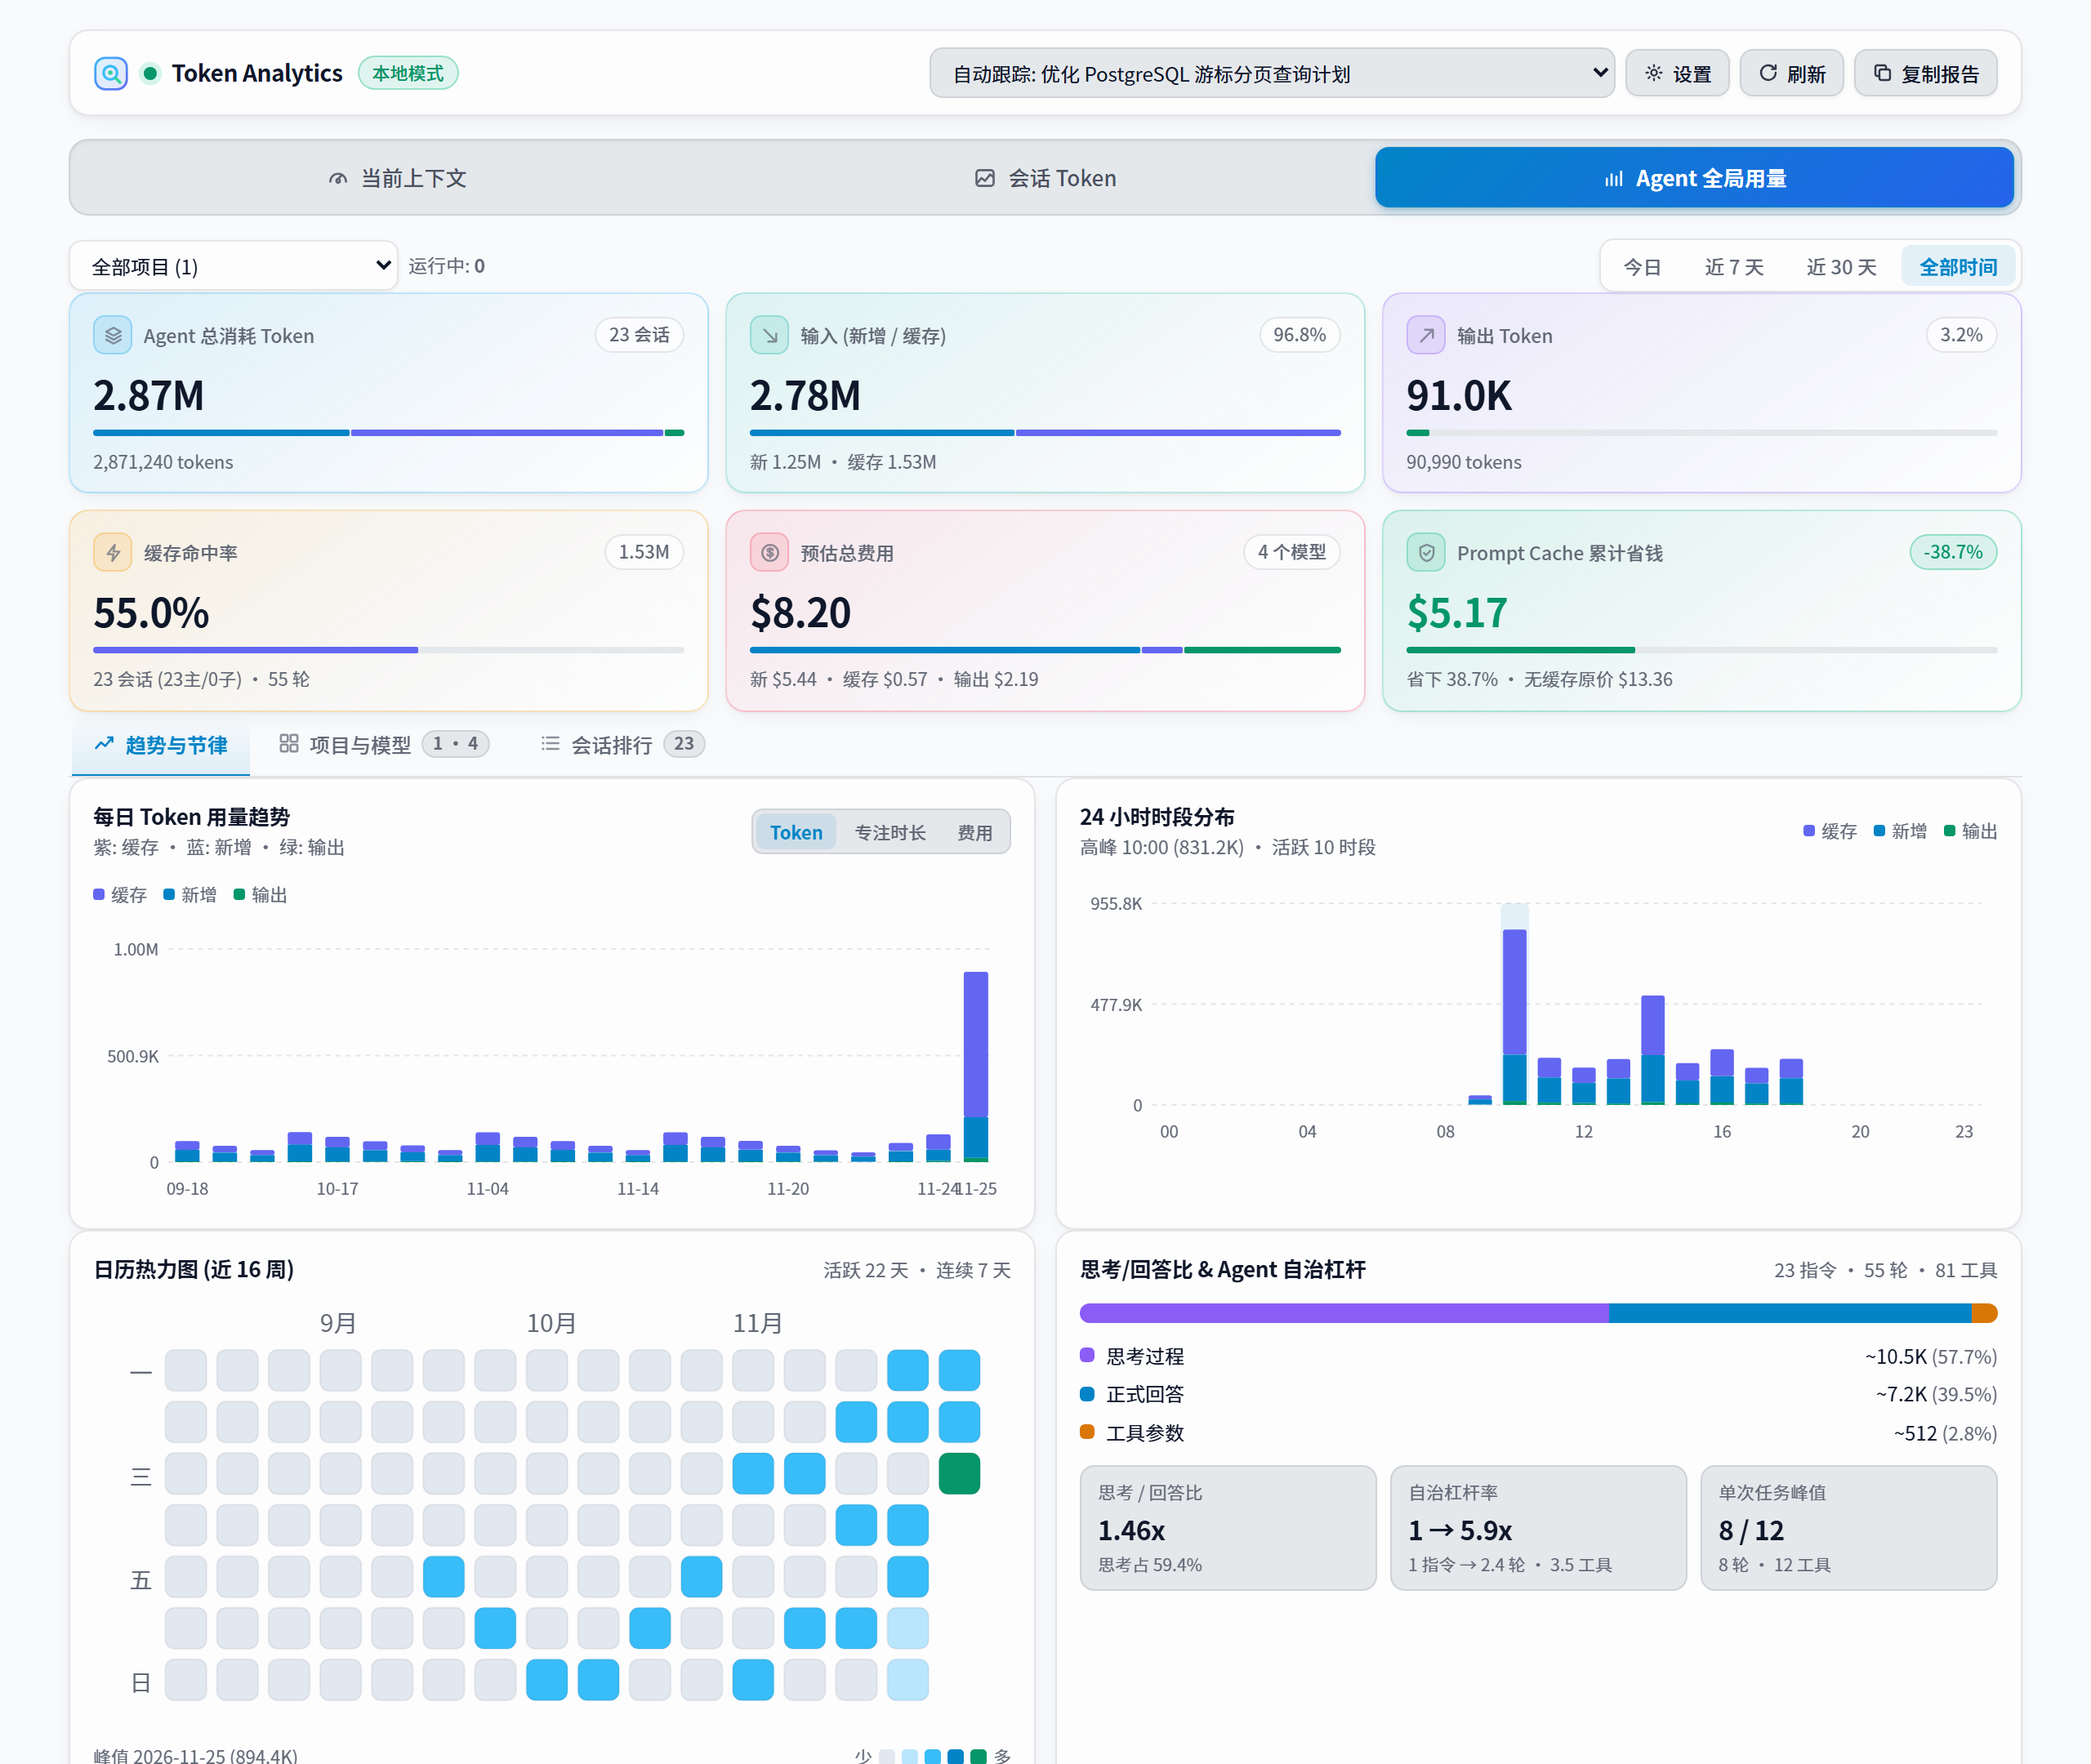 Token Analytics
本地模式
自动跟踪: 优化 PostgreSQL 游标分页查询计划
设置
刷新
复制报告
当前上下文
会话 Token
Agent 全局用量
全部项目 (1)
运行中: 0
今日
近 7 天
近 30 天
全部时间
Agent 总消耗 Token
23 会话
2.87M
2,871,240 tokens
输入 (新增 / 缓存)
96.8%
2.78M
新 1.25M • 缓存 1.53M
输出 Token
3.2%
91.0K
90,990 tokens
缓存命中率
1.53M
55.0%
23 会话 (23主/0子) • 55 轮
预估总费用
4 个模型
$8.20
新 $5.44 • 缓存 $0.57 • 输出 $2.19
Prompt Cache 累计省钱
-38.7%
$5.17
省下 38.7% • 无缓存原价 $13.36
趋势与节律
项目与模型
1 • 4
会话排行
23
每日 Token 用量趋势
紫: 缓存 • 蓝: 新增 • 绿: 输出
Token
专注时长
费用
缓存
新增
输出
1.00M
500.9K
0
09-18
10-17
11-04
11-14
11-20
11-24
11-25
24 小时时段分布
高峰 10:00 (831.2K) • 活跃 10 时段
缓存
新增
输出
955.8K
477.9K
0
00
04
08
12
16
20
23
日历热力图 (近 16 周)
活跃 22 天 • 连续 7 天
9月
10月
11月
一
三
五
日
峰值 2026-11-25 (894.4K)
少
多
思考/回答比 & Agent 自治杠杆
23 指令 • 55 轮 • 81 工具
思考过程
~10.5K (57.7%)
正式回答
~7.2K (39.5%)
工具参数
~512 (2.8%)
思考 / 回答比
1.46x
思考占 59.4%
自治杠杆率
1 → 5.9x
1 指令 → 2.4 轮 • 3.5 工具
单次任务峰值
8 / 12
8 轮 • 12 工具